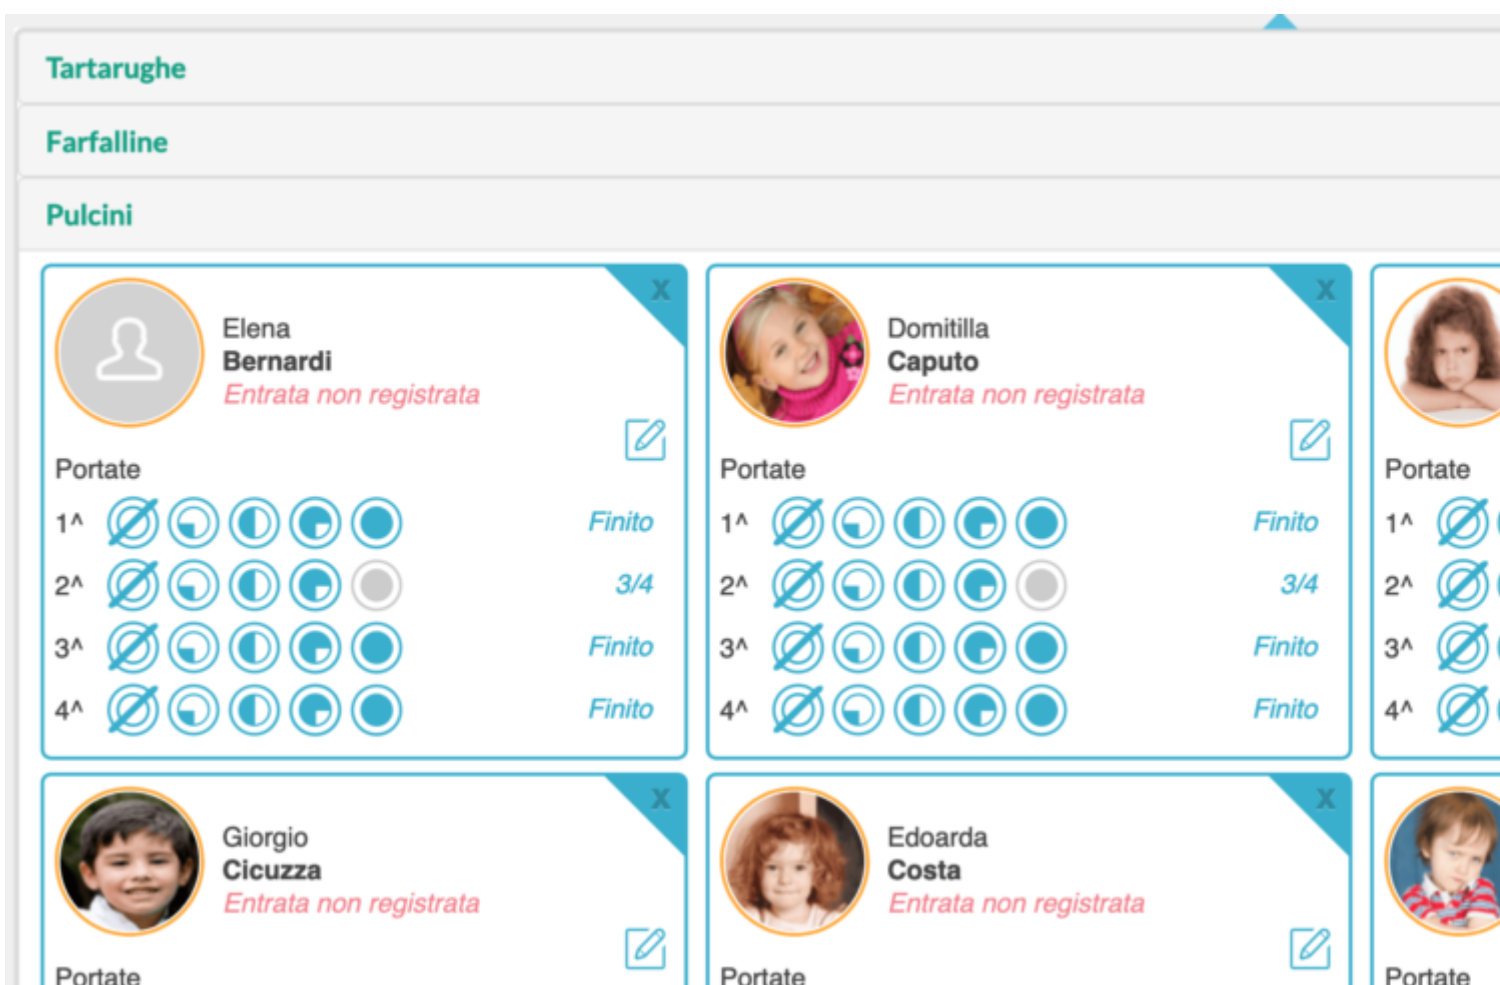 Tartarughe
Farfalline
Pulcini
X
Elena
Bernardi
Entrata non registrata
Portate
1^ Finito
2^ 3/4
3^ Finito
4^ Finito
X
Domitilla
Caputo
Entrata non registrata
Portate
1^ Finito
2^ 3/4
3^ Finito
4^ Finito
Portate
1^
2^
3^
4^
X
Giorgio
Cicuzza
Entrata non registrata
Portate
X
Edoarda
Costa
Entrata non registrata
Portate
Portate